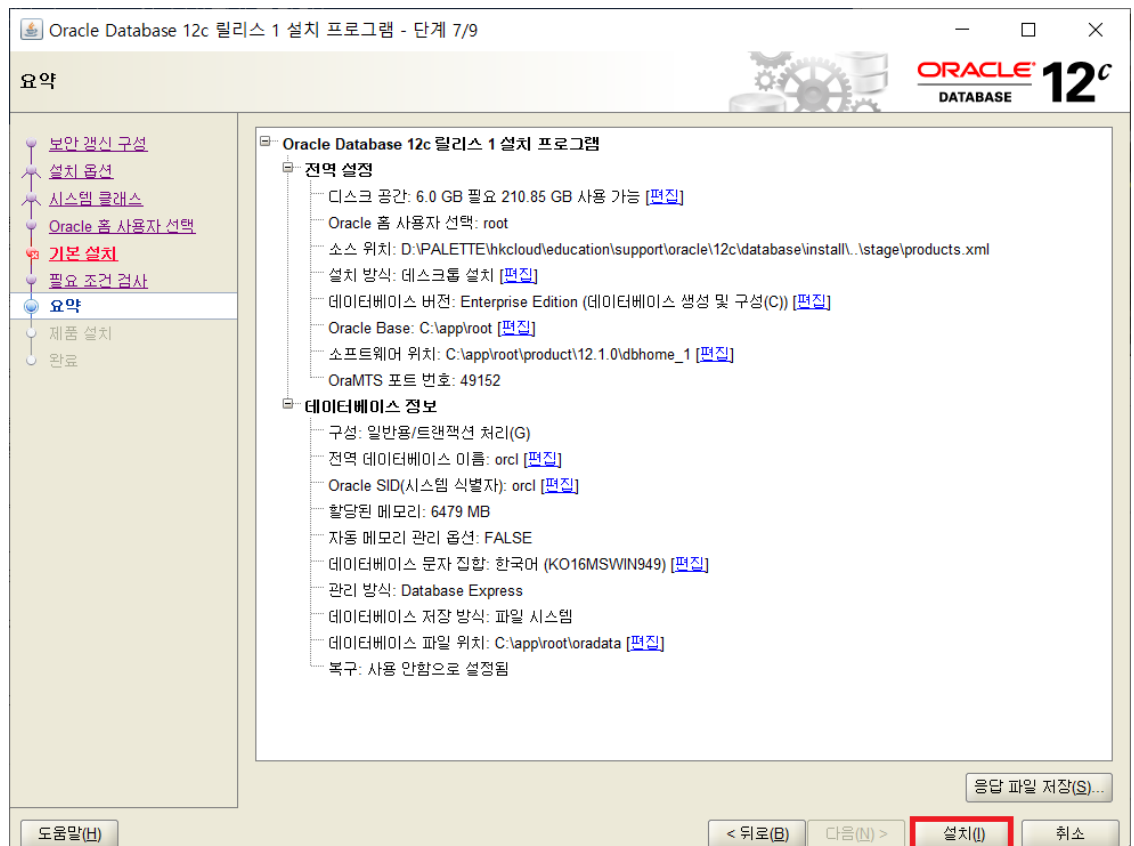 Oracle Database 12c 릴리스 1 설치 프로그램 - 단계 7/9
요약
ORACLE
DATABASE
12c
보안 갱신 구성
설치 옵션
시스템 클래스
Oracle 홈 사용자 선택
기본 설치
필요 조건 검사
요약
제품 설치
완료
Oracle Database 12c 릴리스 1 설치 프로그램
전역 설정
디스크 공간: 6.0 GB 필요 210.85 GB 사용 가능 [편집]
Oracle 홈 사용자 선택: root
소스 위치: D:\PALETTE\hkcloud\education\support\oracle\12c\database\install\..\stage\products.xml
설치 방식: 데스크톱 설치 [편집]
데이터베이스 버전: Enterprise Edition (데이터베이스 생성 및 구성(C)) [편집]
Oracle Base: C:\app\root [편집]
소프트웨어 위치: C:\app\root\product\12.1.0\dbhome_1 [편집]
OraMTS 포트 번호: 49152
데이터베이스 정보
구성: 일반용/트랜잭션 처리(G)
전역 데이터베이스 이름: orcl [편집]
Oracle SID(시스템 식별자): orcl [편집]
할당된 메모리: 6479 MB
자동 메모리 관리 옵션: FALSE
데이터베이스 문자 집합: 한국어 (KO16MSWIN949) [편집]
관리 방식: Database Express
데이터베이스 저장 방식: 파일 시스템
데이터베이스 파일 위치: C:\app\root\oradata [편집]
복구: 사용 안함으로 설정됨
응답 파일 저장(S)...
도움말(H)
< 뒤로(B)
다음(N) >
설치(I)
취소